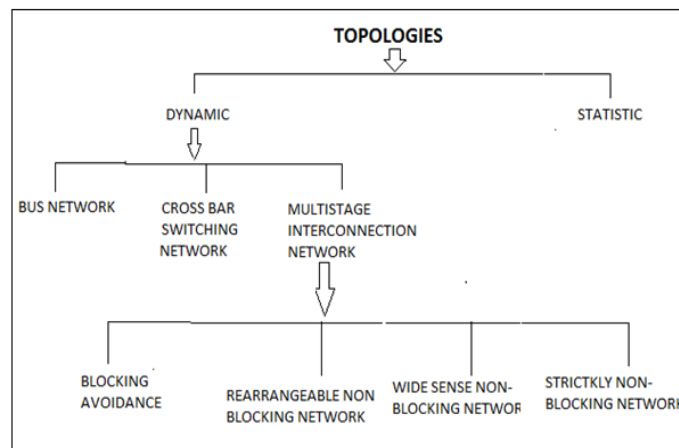 TOPOLOGIES
DYNAMIC
STATISTIC
BUS NETWORK
CROSS BAR
SWITCHING
NETWORK
MULTISTAGE
INTERCONNECTION
NETWORK
BLOCKING
AVOIDANCE
REARRANGEABLE NON
BLOCKING NETWORK
WIDE SENSE NON-
BLOCKING NETWOR
STRICTKLY NON-
BLOCKING NETWORK